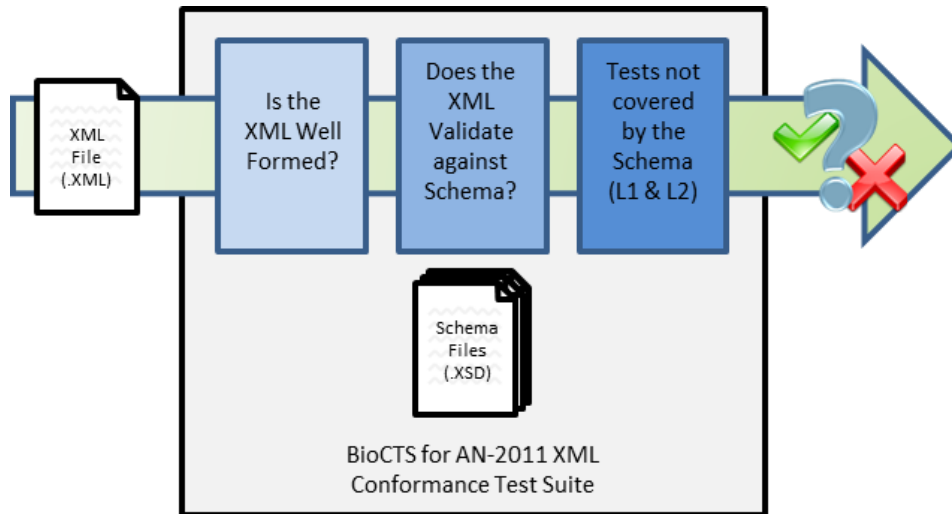 XML
File
(.XML)
Is the
XML Well
Formed?
Does the
XML
Validate
against
Schema?
Tests not
covered
by the
Schema
(L1 & L2)
Schema
Files
(.XSD)
BioCTS for AN-2011 XML
Conformance Test Suite